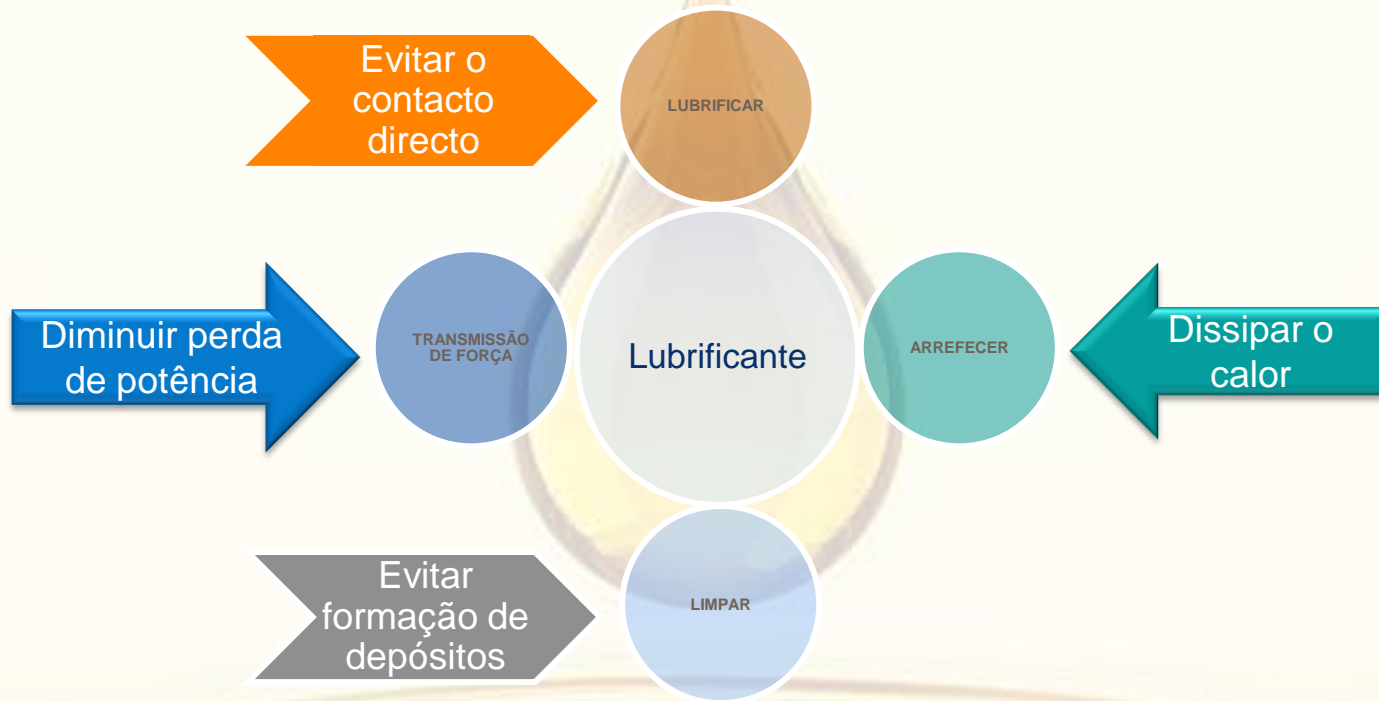 Evitar o
contacto
directo
LUBRIFICAR
Diminuir perda
de potência
TRANSMISSÃO
DE FORÇA
Lubrificante
ARREFECER
Dissipar o
calor
Evitar
formação de
depósitos
LIMPAR